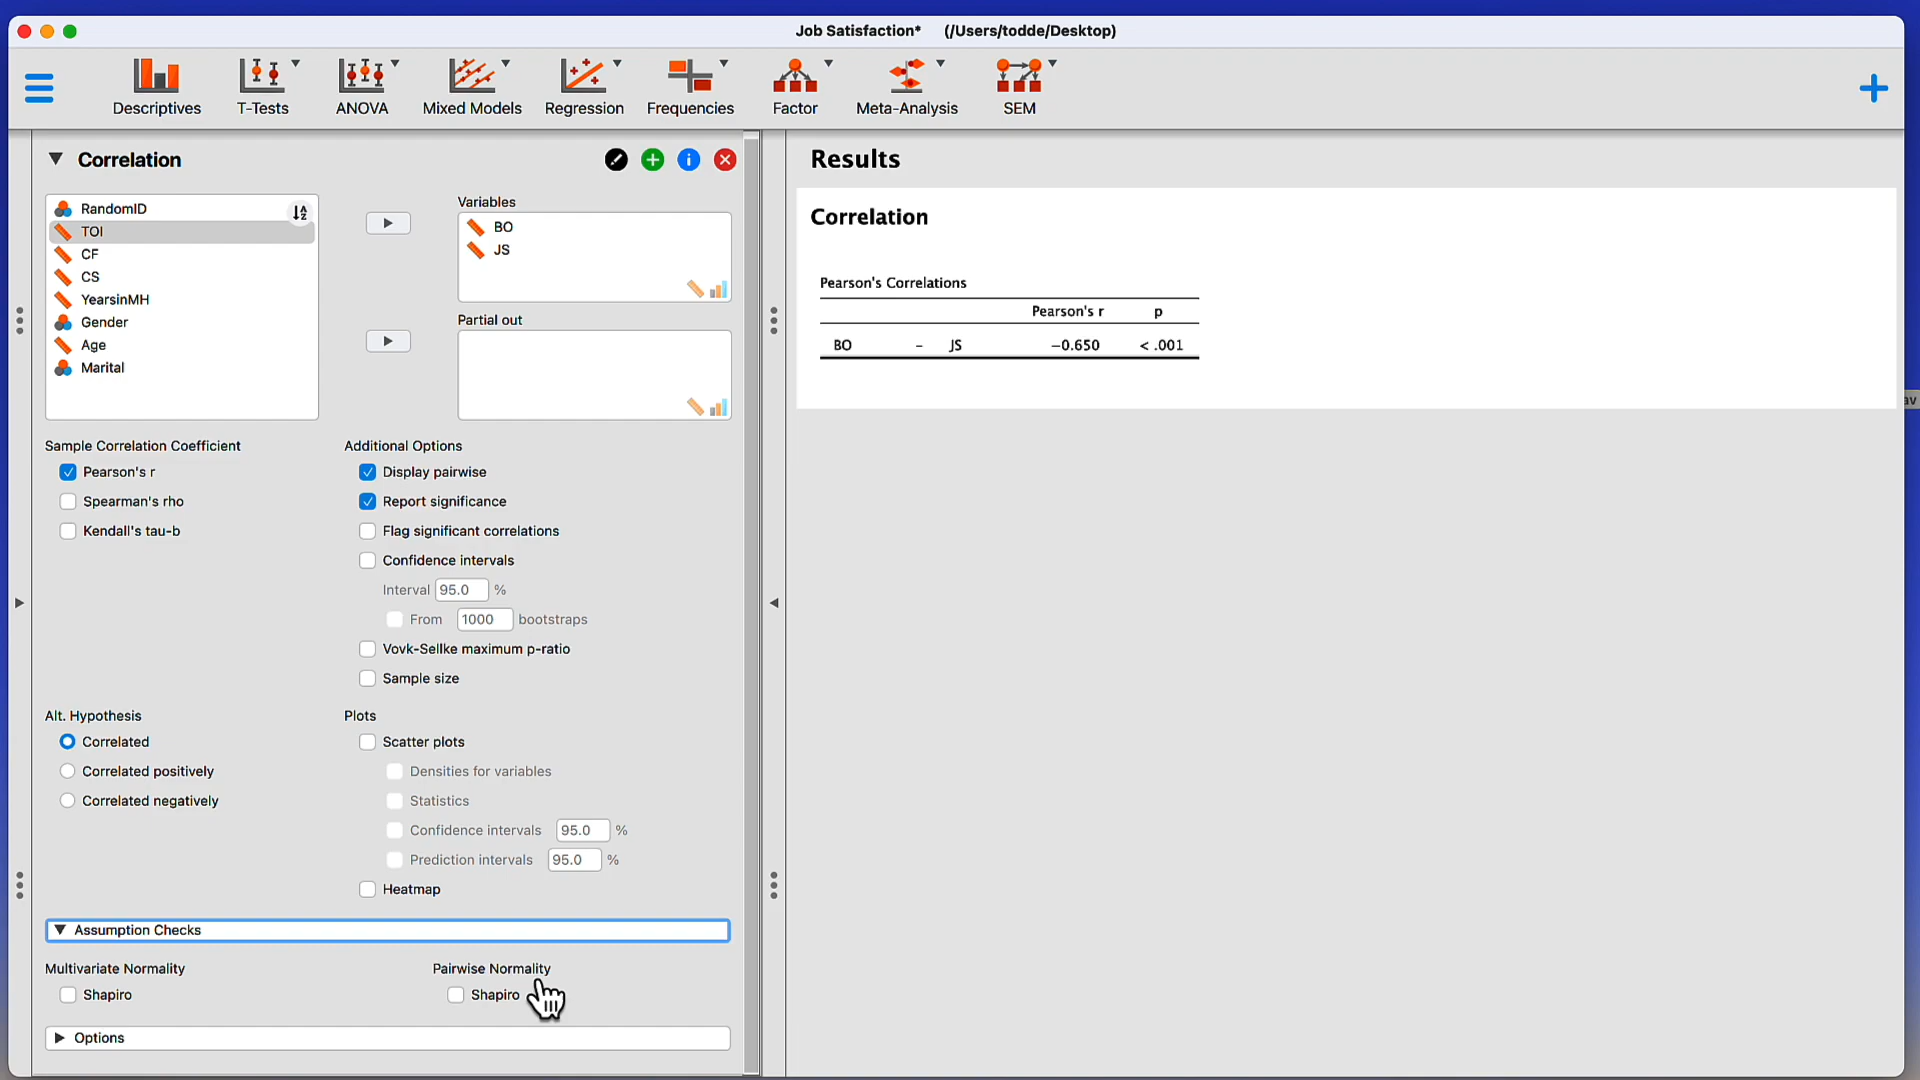 Job Satisfaction* (/Users/todde/Desktop)
Descriptives T-Tests ANOVA Mixed Models Regression Frequencies Factor Meta-Analysis SEM
Correlation
RandomID
TOI
CF
CS
YearsinMH
Gender
Age
Marital
Variables
BO
JS
Partial out
Sample Correlation Coefficient
Pearson's r
Spearman's rho
Kendall's tau-b
Additional Options
Display pairwise
Report significance
Flag significant correlations
Confidence intervals
Interval 95.0 %
From 1000 bootstraps
Vovk-Sellke maximum p-ratio
Sample size
Alt. Hypothesis
Correlated
Correlated positively
Correlated negatively
Plots
Scatter plots
Densities for variables
Statistics
Confidence intervals 95.0 %
Prediction intervals 95.0 %
Heatmap
Assumption Checks
Multivariate Normality
Shapiro
Pairwise Normality
Shapiro
Options
Results
Correlation
Pearson's Correlations
Pearson's r p
BO – JS −0.650 < .001
av